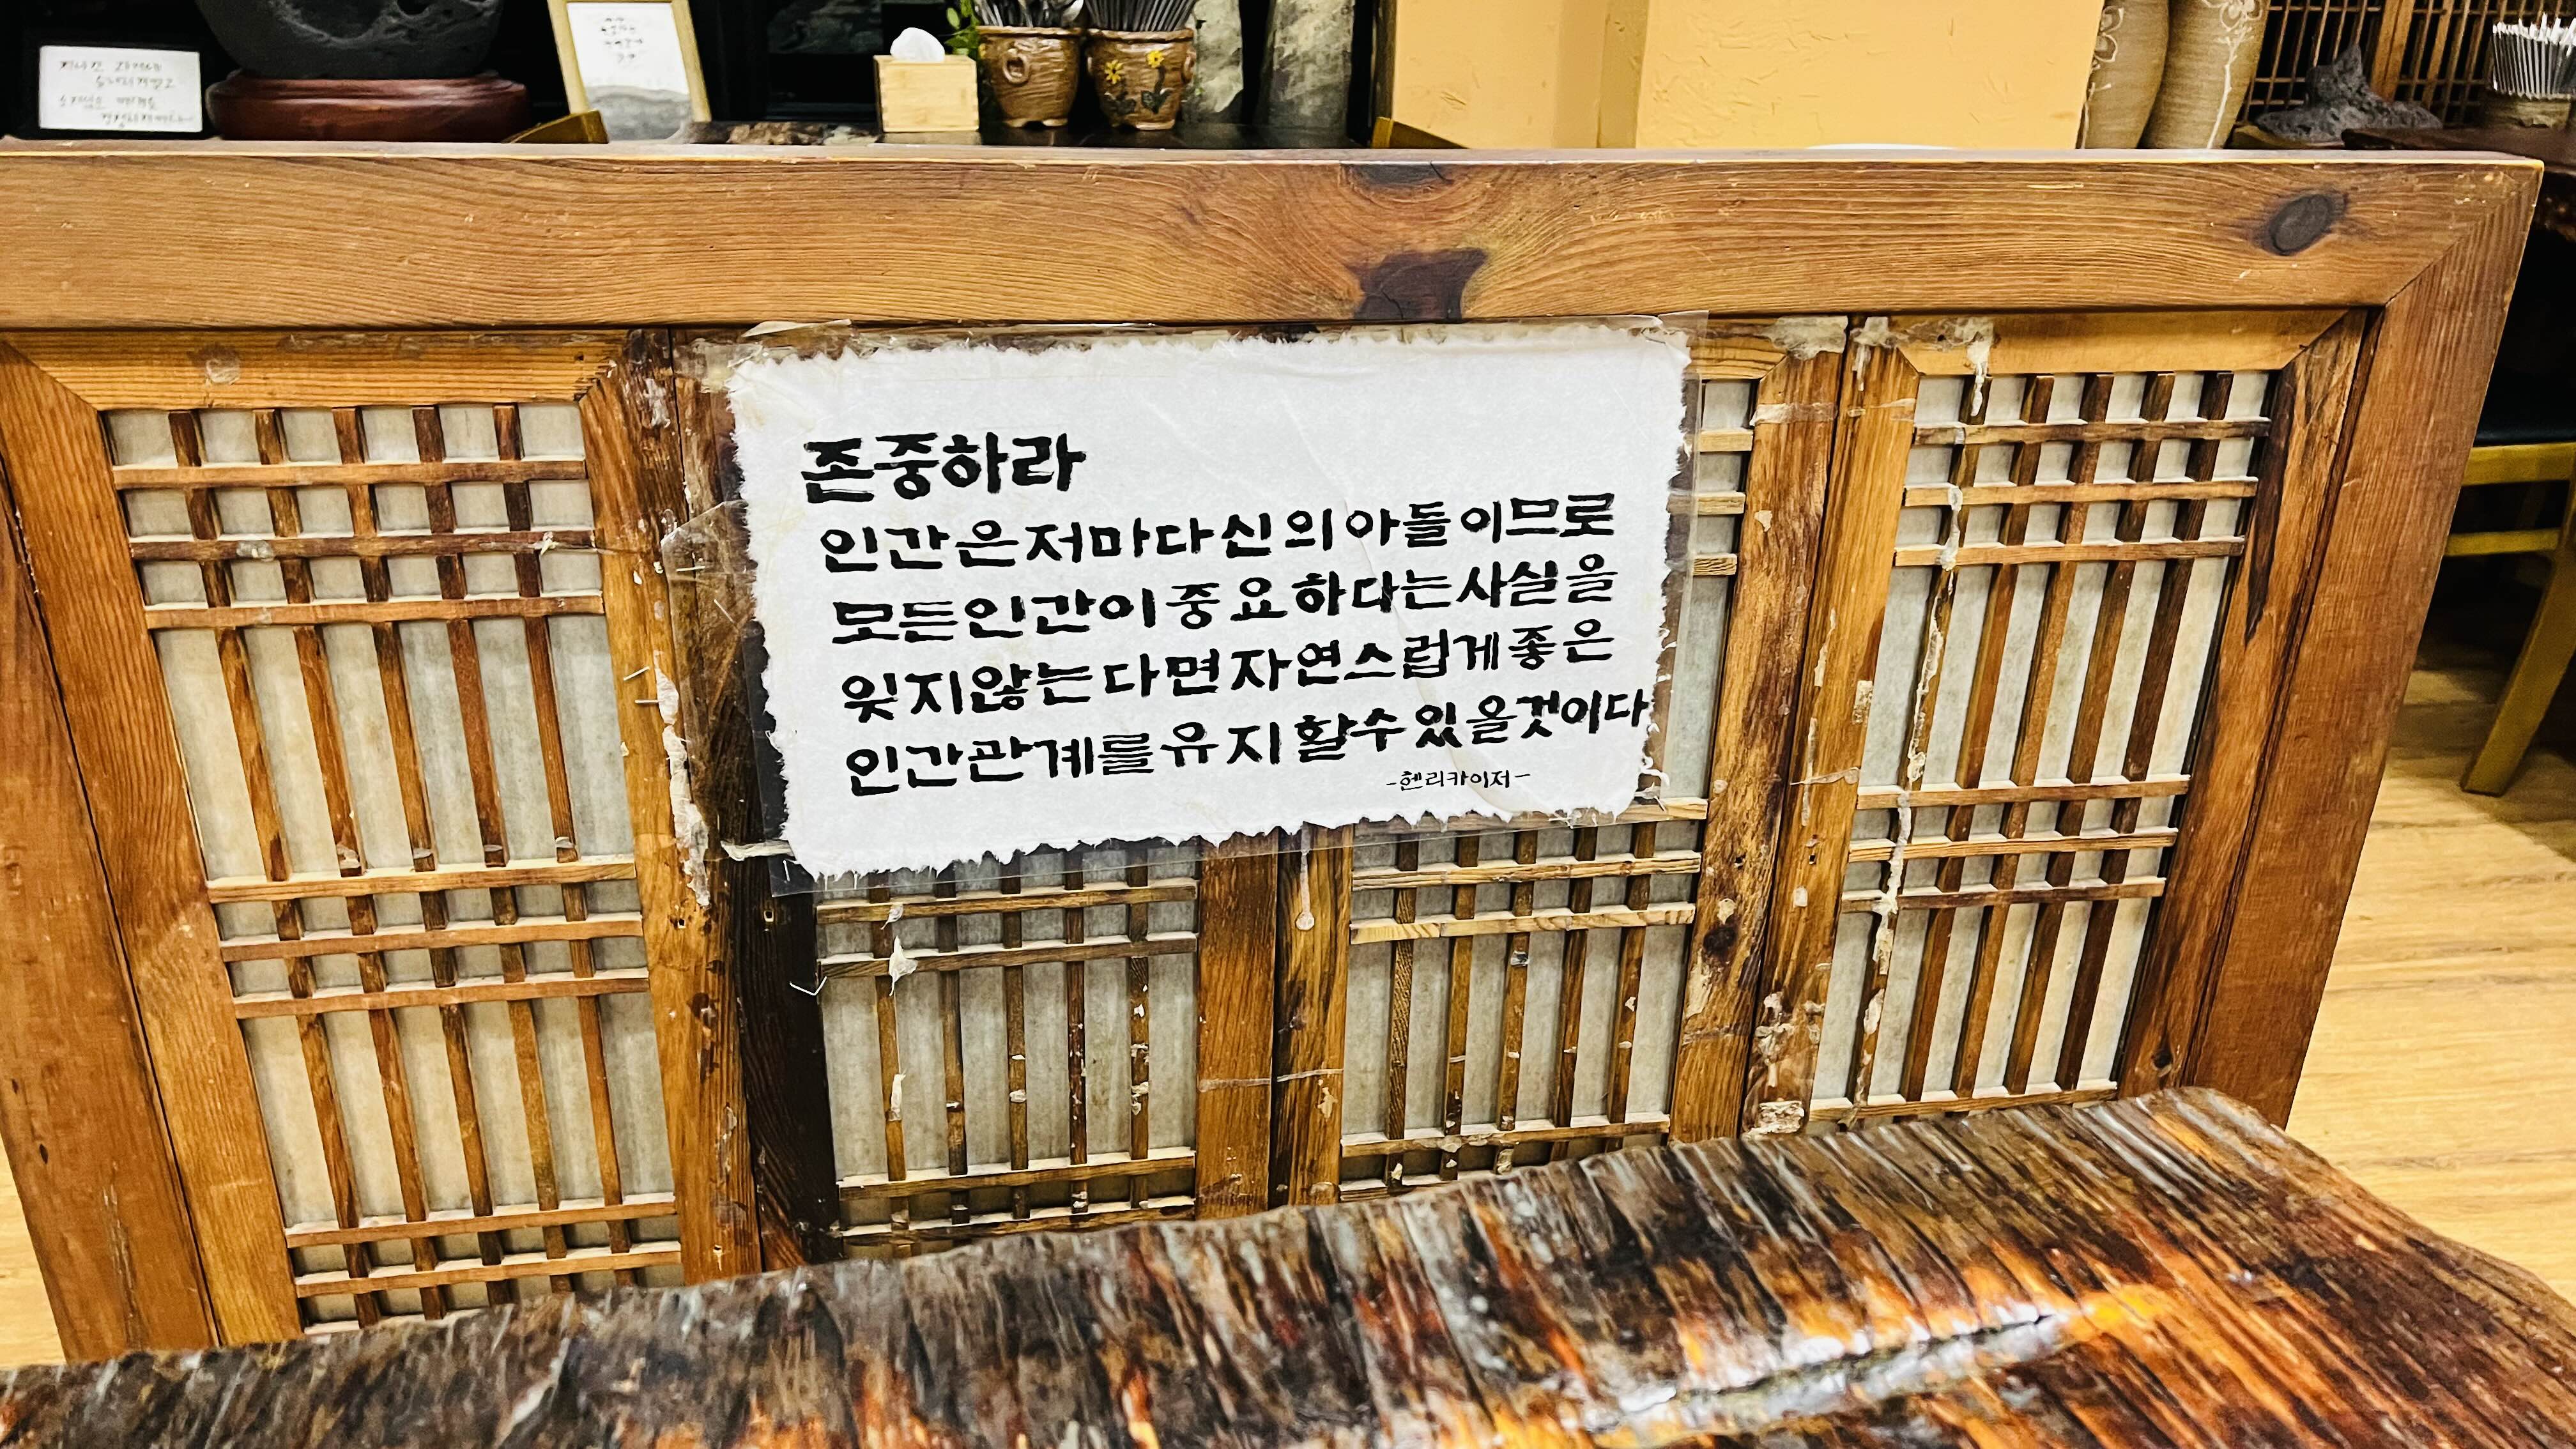 존중하라
인간은 저마다 신의 아들이므로
모든 인간이 중요하다는 사실을
잊지 않는다면 자연스럽게 좋은
인간관계를 유지할 수 있을 것이다
-헨리카이저-